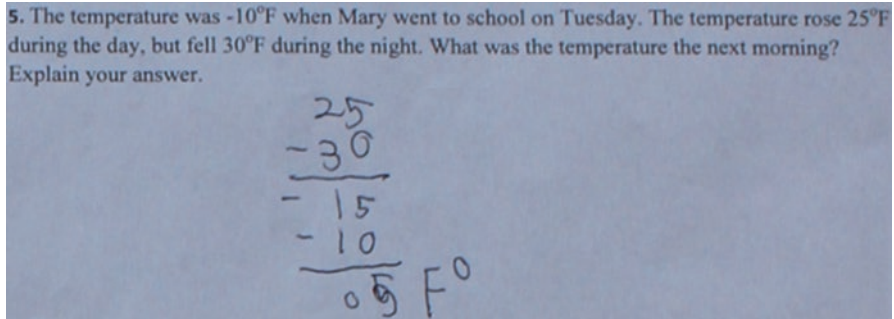 5. The temperature was -10°F when Mary went to school on Tuesday. The temperature rose 25°F
during the day, but fell 30°F during the night. What was the temperature the next morning?
Explain your answer.
25
-30
- 15
- 10
05 F°